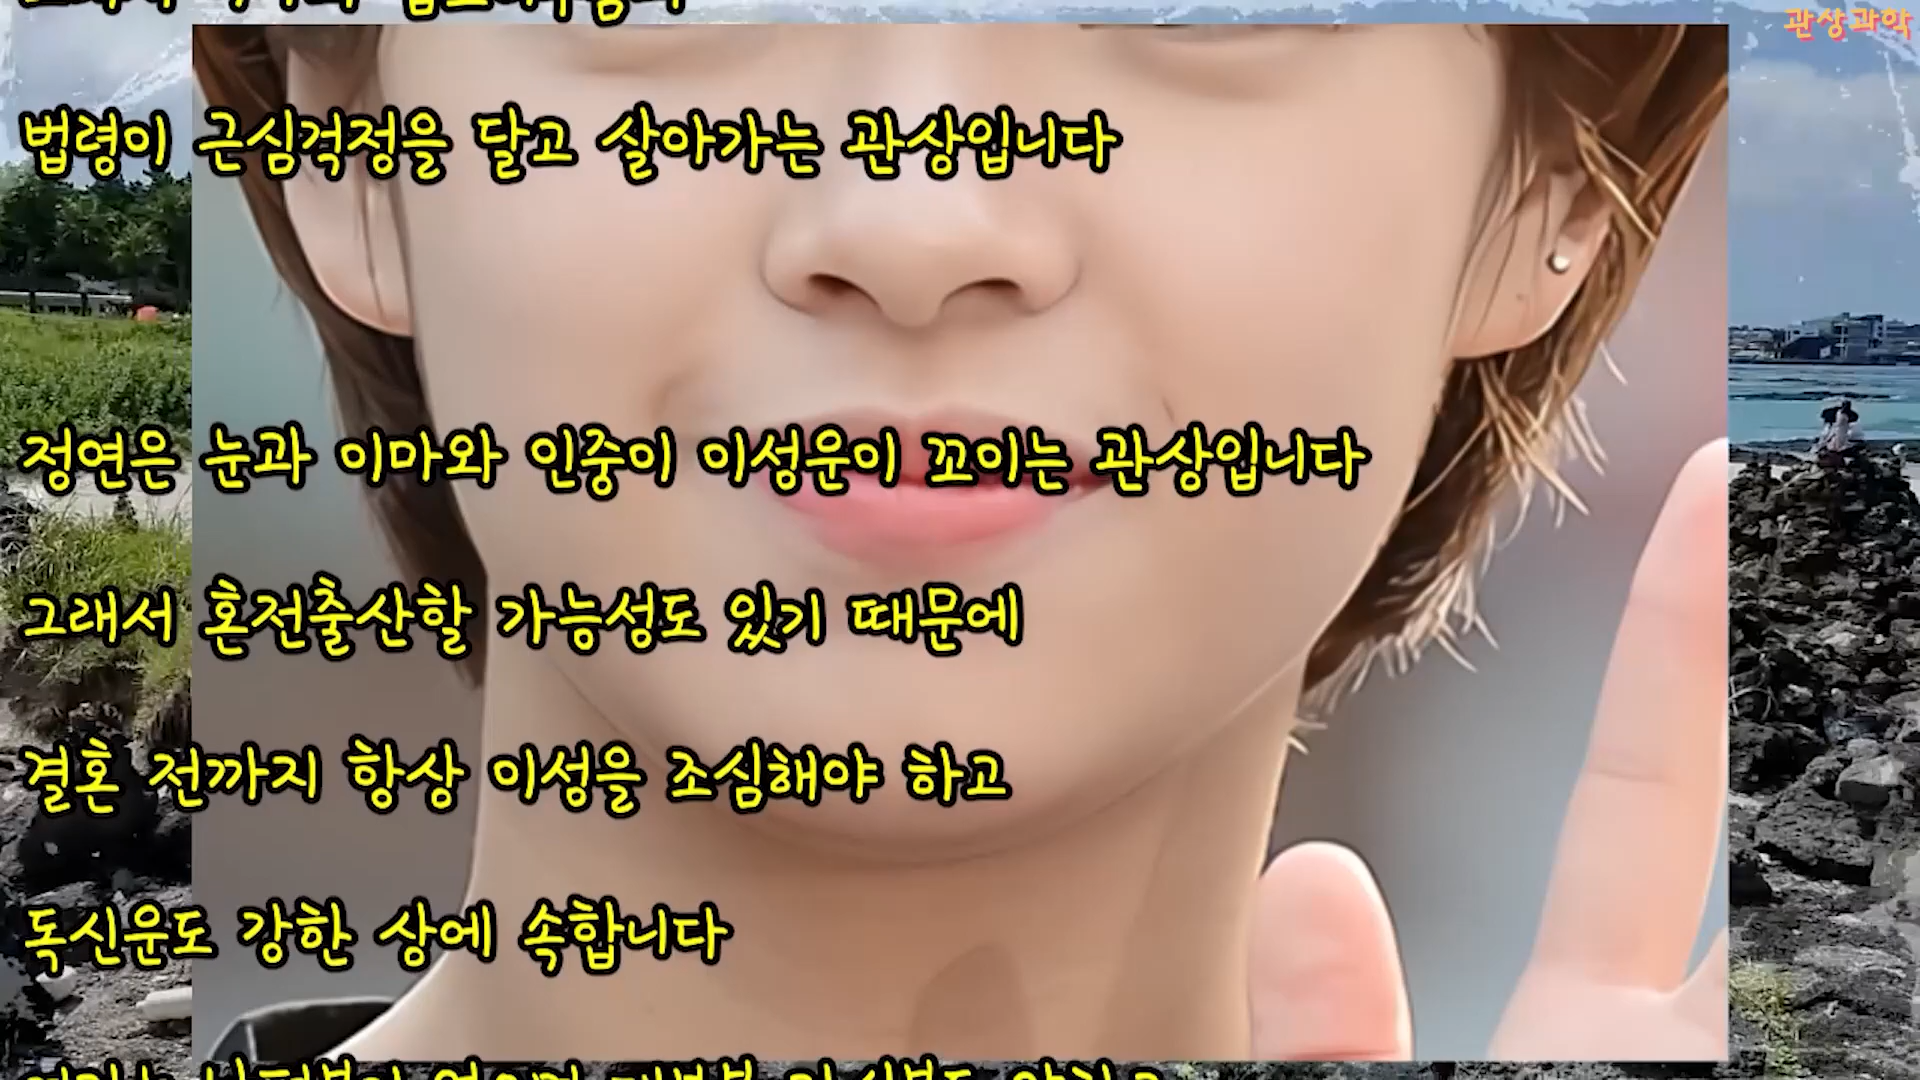 관상과학
법령이 근심걱정을 달고 살아가는 관상입니다
정연은 눈과 이마와 인중이 이성운이 꼬이는 관상입니다
그래서 혼전출산할 가능성도 있기 때문에
결혼 전까지 항상 이성을 조심해야 하고
독신운도 강한 상에 속합니다